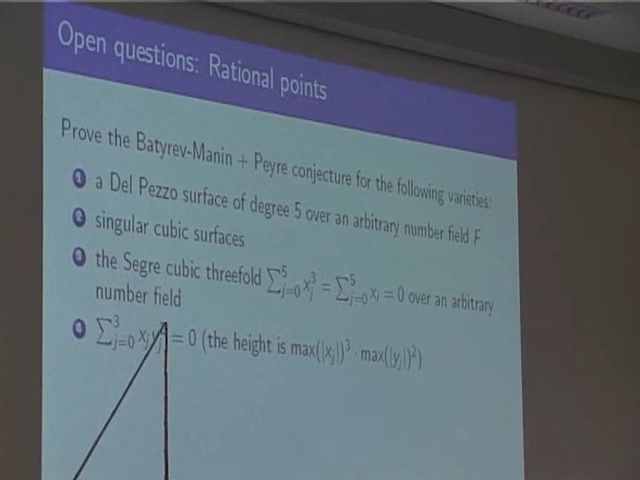 Open questions: Rational points
Prove the Batyrev-Manin + Peyre conjecture for the following varieties:
1 a Del Pezzo surface of degree 5 over an arbitrary number field F
2 singular cubic surfaces
3 the Segre cubic threefold ∑_{j=0}^5 x_j^3 = ∑_{j=0}^5 x_j = 0 over an arbitrary
number field
4 ∑_{j=0}^3 x_j y_j = 0 (the height is max(|x_j|)^3 · max(|y_j|)^2)